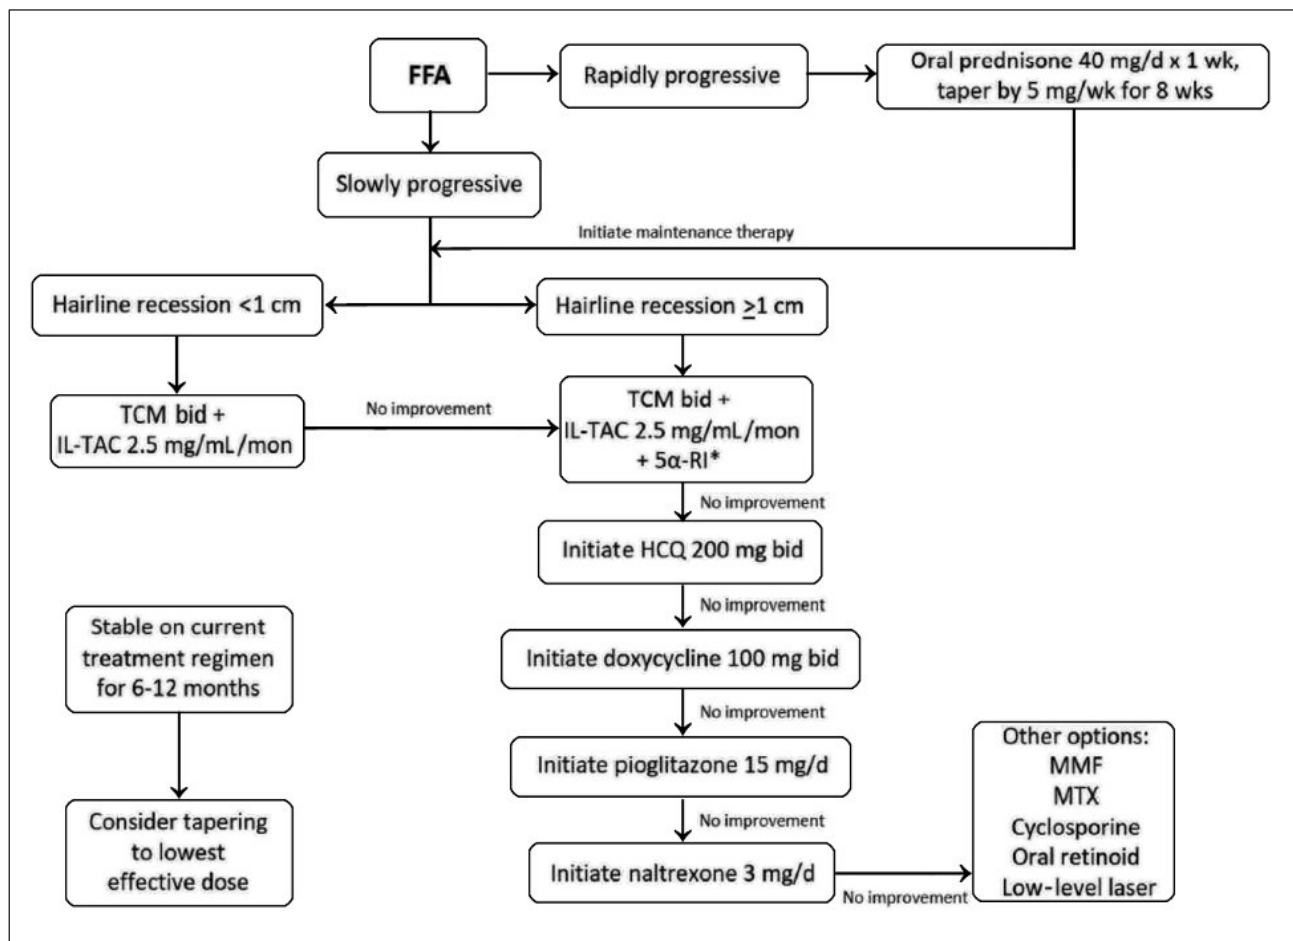 FFA
Rapidly progressive
Oral prednisone 40 mg/d x 1 wk,
taper by 5 mg/wk for 8 wks
Slowly progressive
Initiate maintenance therapy
Hairline recession <1 cm
Hairline recession ≥1 cm
TCM bid +
IL-TAC 2.5 mg/mL/mon
No improvement
TCM bid +
IL-TAC 2.5 mg/mL/mon
+ 5α-RI*
No improvement
Initiate HCQ 200 mg bid
No improvement
Initiate doxycycline 100 mg bid
No improvement
Initiate pioglitazone 15 mg/d
No improvement
Initiate naltrexone 3 mg/d
No improvement
Other options:
MMF
MTX
Cyclosporine
Oral retinoid
Low-level laser
Stable on current
treatment regimen
for 6-12 months
Consider tapering
to lowest
effective dose